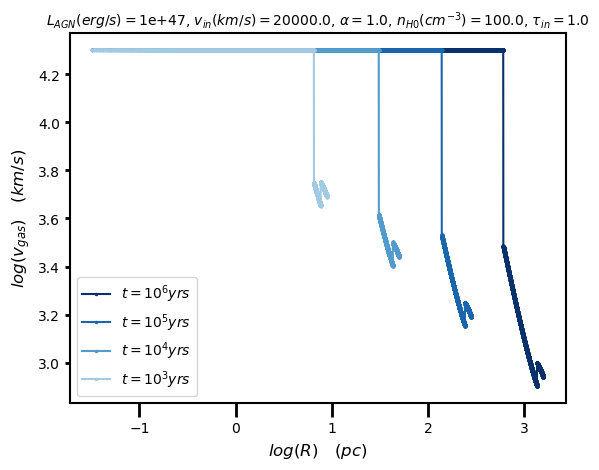 L_{AGN}(erg/s) = 1e+47, v_{in}(km/s) = 20000.0, α = 1.0, n_{H0}(cm^{−3}) = 100.0, τ_{in} = 1.0
4.2
4.0
3.8
3.6
3.4
3.2
3.0
log(v_{gas}) (km/s)
t = 10^6 yrs
t = 10^5 yrs
t = 10^4 yrs
t = 10^3 yrs
−1 0 1 2 3
log(R) (pc)